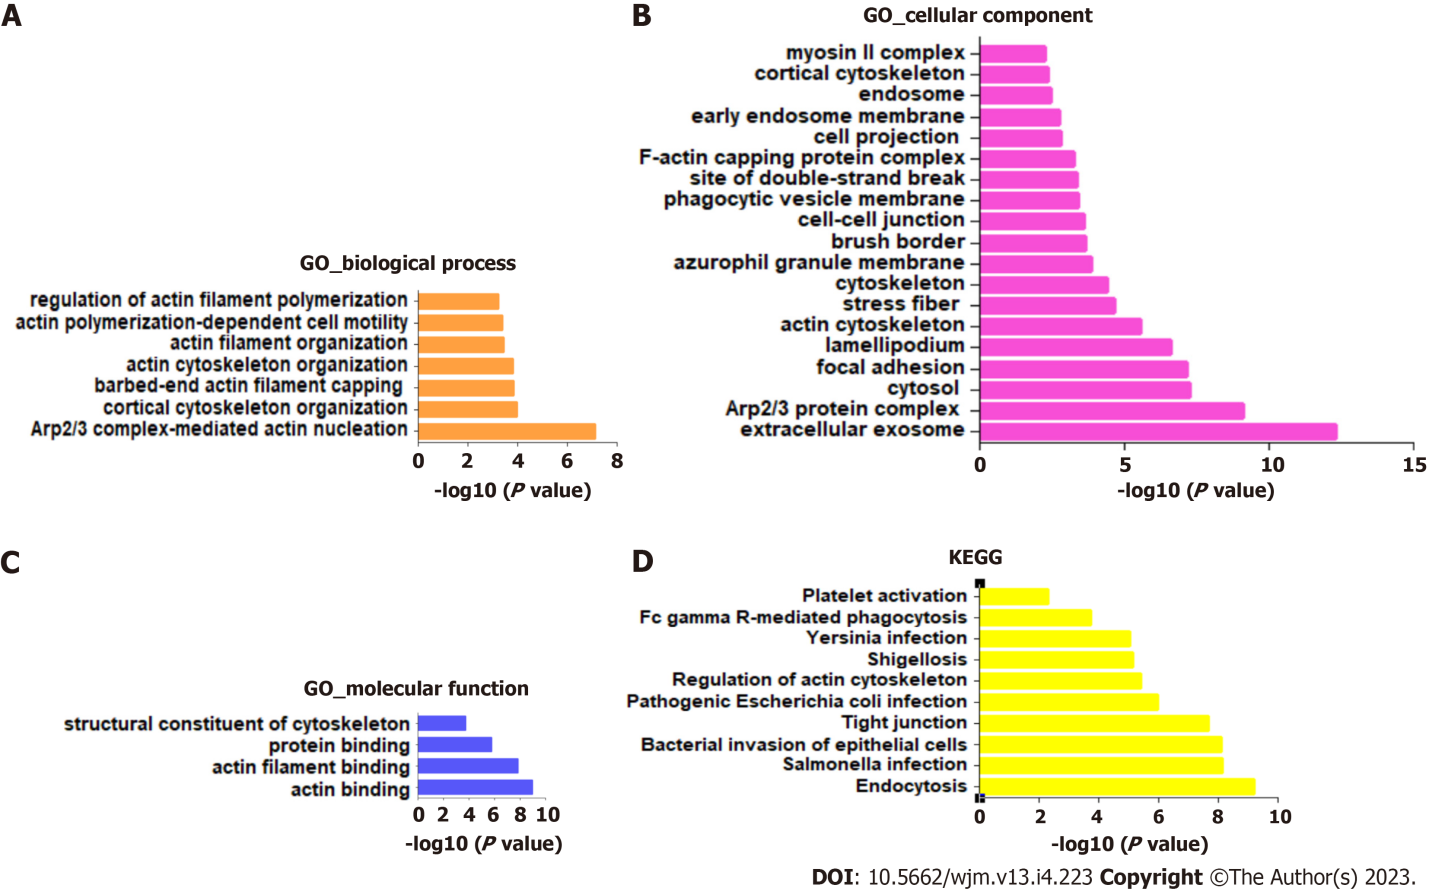 A
GO_biological process
regulation of actin filament polymerization
actin polymerization-dependent cell motility
actin filament organization
actin cytoskeleton organization
barbed-end actin filament capping
cortical cytoskeleton organization
Arp2/3 complex-mediated actin nucleation
0 2 4 6 8
-log10 (P value)
B
GO_cellular component
myosin II complex
cortical cytoskeleton
endosome
early endosome membrane
cell projection
F-actin capping protein complex
site of double-strand break
phagocytic vesicle membrane
cell-cell junction
brush border
azurophil granule membrane
cytoskeleton
stress fiber
actin cytoskeleton
lamellipodium
focal adhesion
cytosol
Arp2/3 protein complex
extracellular exosome
0 5 10 15
-log10 (P value)
C
GO_molecular function
structural constituent of cytoskeleton
protein binding
actin filament binding
actin binding
0 2 4 6 8 10
-log10 (P value)
D
KEGG
Platelet activation
Fc gamma R-mediated phagocytosis
Yersinia infection
Shigellosis
Regulation of actin cytoskeleton
Pathogenic Escherichia coli infection
Tight junction
Bacterial invasion of epithelial cells
Salmonella infection
Endocytosis
0 2 4 6 8 10
-log10 (P value)
DOI: 10.5662/wjm.v13.i4.223 Copyright ©The Author(s) 2023.